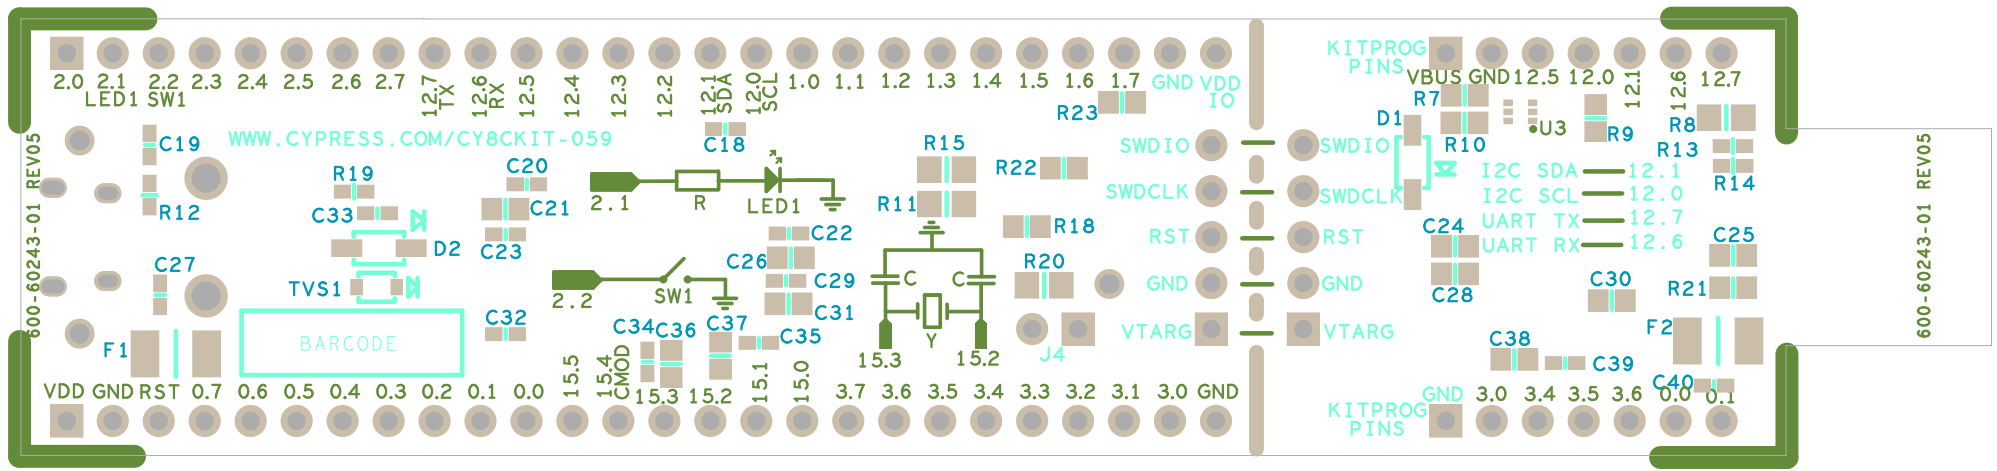 KITPROG
PINS
2.0 2.1 2.2 2.3 2.4 2.5 2.6 2.7 12.7 12.6 12.5 12.4 12.3 12.2 12.1 12.0 1.0 1.1 1.2 1.3 1.4 1.5 1.6 1.7 GND VDD
IO
LED1 SW1 TX RX SDA SCL
VBUS GND 12.5 12.0 12.1 12.6 12.7
R23
R7
D1
U3
R9
R8
R10
R13
R14
C19
R12
WWW.CYPRESS.COM/CY8CKIT-059
C18
R15
R22
R11
R18
R19
C20
C33
C21
C23
D2
2.1
R
LED1
SWDIO SWDIO
SWDCLK SWDCLK
RST RST
GND GND
VTARG VTARG
I2C SDA 12.1
I2C SCL 12.0
UART TX 12.7
UART RX 12.6
600-60243-01 REV05
600-60243-01 REV05
C22
C26
C29
C31
C24
C25
C28
C30
R21
R20
C27
TVS1
2.2
SW1
C C
Y
15.3 15.2
J4
F1
BARCODE
C32
C34
C36
C37
C35
F2
C38
C39
C40
VDD GND RST 0.7 0.6 0.5 0.4 0.3 0.2 0.1 0.0 15.5 15.4 15.3 15.2 15.1 15.0 3.7 3.6 3.5 3.4 3.3 3.2 3.1 3.0 GND
CMOD
GND 3.0 3.4 3.5 3.6 0.0 0.1
KITPROG
PINS